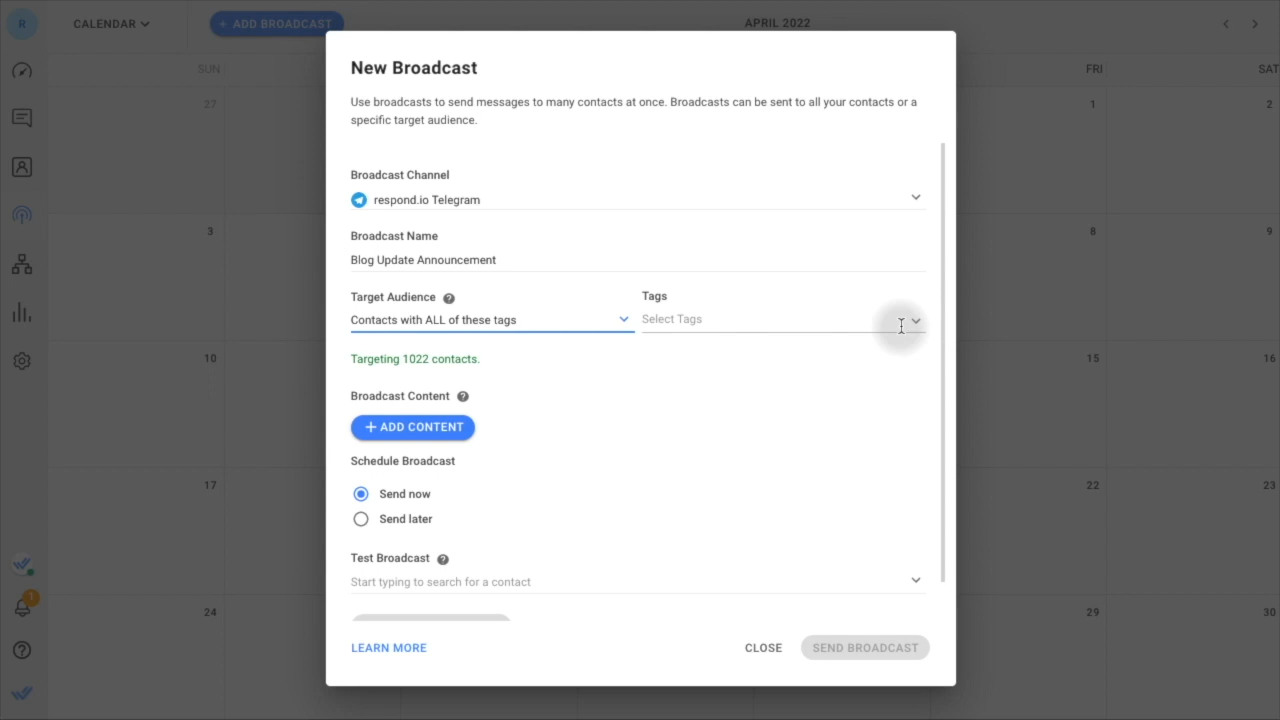 R
CALENDAR
+ ADD BROADCAST
APRIL 2022
SUN
FRI
SAT
27
1
2
3
8
9
10
15
16
17
22
23
24
29
30
1
New Broadcast
Use broadcasts to send messages to many contacts at once. Broadcasts can be sent to all your contacts or a
specific target audience.
Broadcast Channel
respond.io Telegram
Broadcast Name
Blog Update Announcement
Target Audience ?
Tags
Contacts with ALL of these tags
Select Tags
Targeting 1022 contacts.
Broadcast Content ?
+ ADD CONTENT
Schedule Broadcast
Send now
Send later
Test Broadcast ?
Start typing to search for a contact
LEARN MORE
CLOSE
SEND BROADCAST